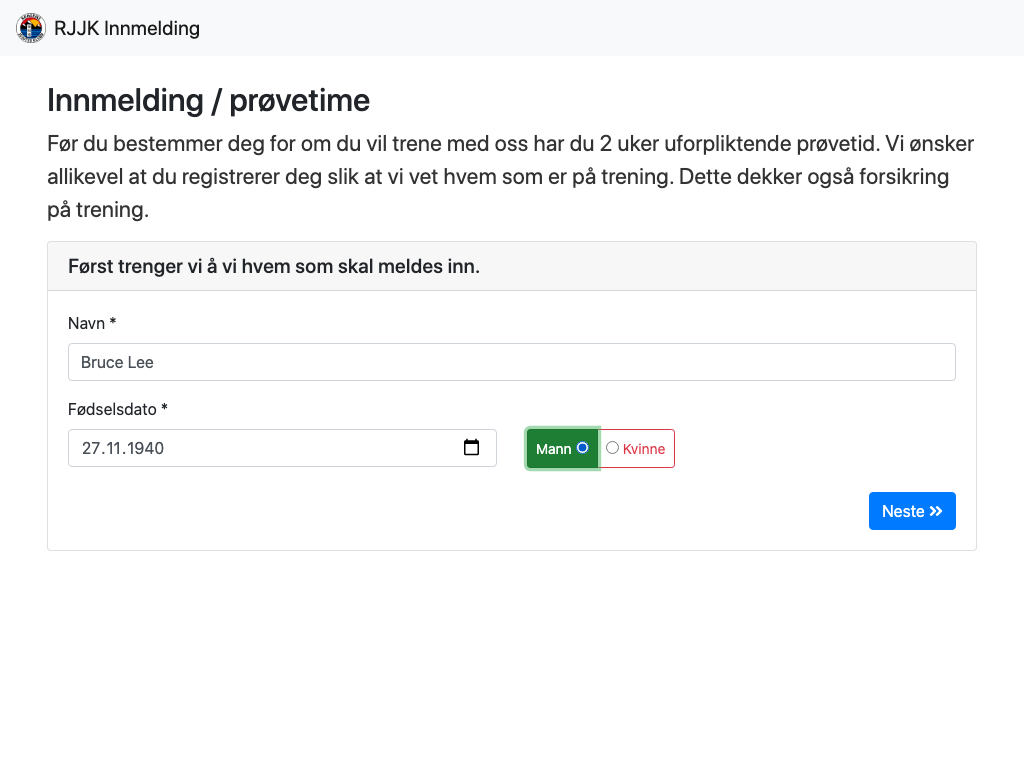 RJJK Innmelding
Innmelding / prøvetime
Før du bestemmer deg for om du vil trene med oss har du 2 uker uforpliktende prøvetid. Vi ønsker
allikevel at du registrerer deg slik at vi vet hvem som er på trening. Dette dekker også forsikring
på trening.
Først trenger vi å vi hvem som skal meldes inn.
Navn *
Bruce Lee
Fødselsdato *
27.11.1940
Mann Kvinne
Neste